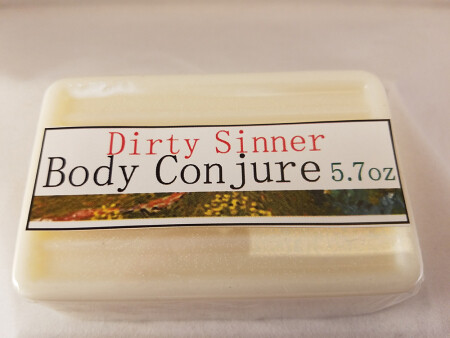 Dirty Sinner
Body Conjure 5.7oz